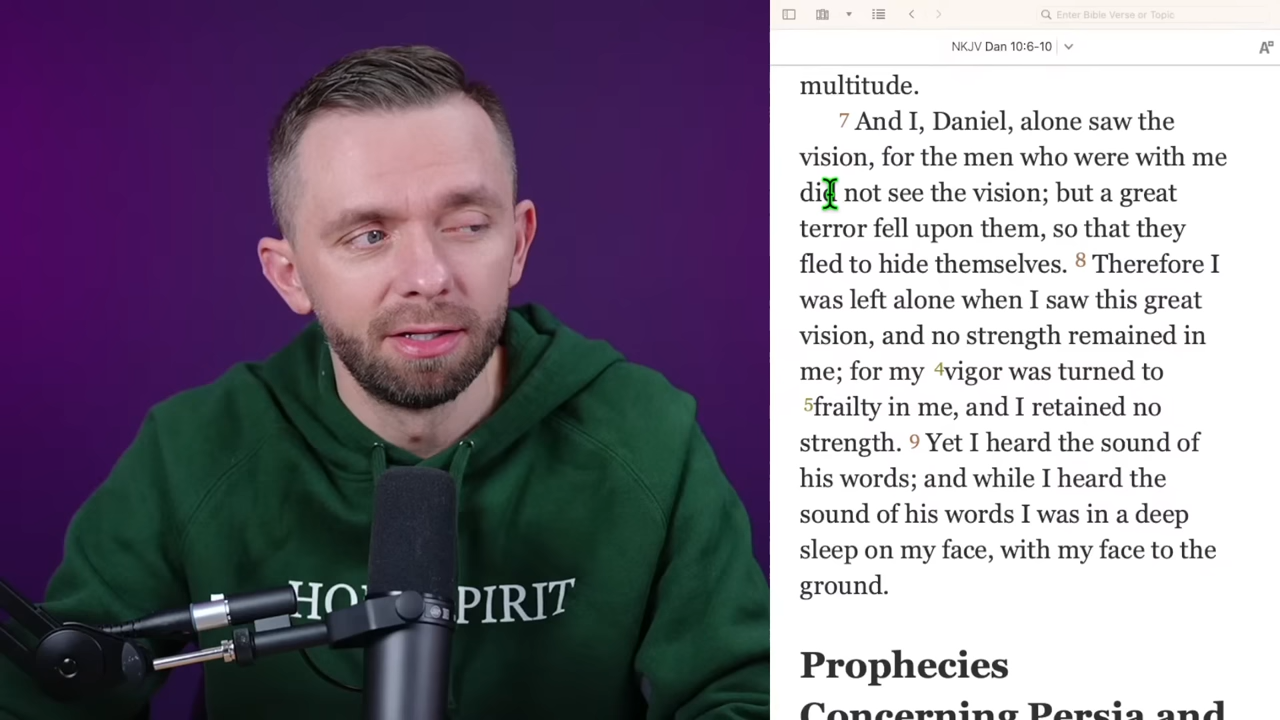 Enter Bible Verse or Topic
NKJV Dan 10:6-10
A
multitude.
7 And I, Daniel, alone saw the
vision, for the men who were with me
did not see the vision; but a great
terror fell upon them, so that they
fled to hide themselves. 8 Therefore I
was left alone when I saw this great
vision, and no strength remained in
me; for my 4vigor was turned to
5frailty in me, and I retained no
strength. 9 Yet I heard the sound of
his words; and while I heard the
sound of his words I was in a deep
sleep on my face, with my face to the
ground.
Prophecies
Concerning Persia and
HO PIRIT